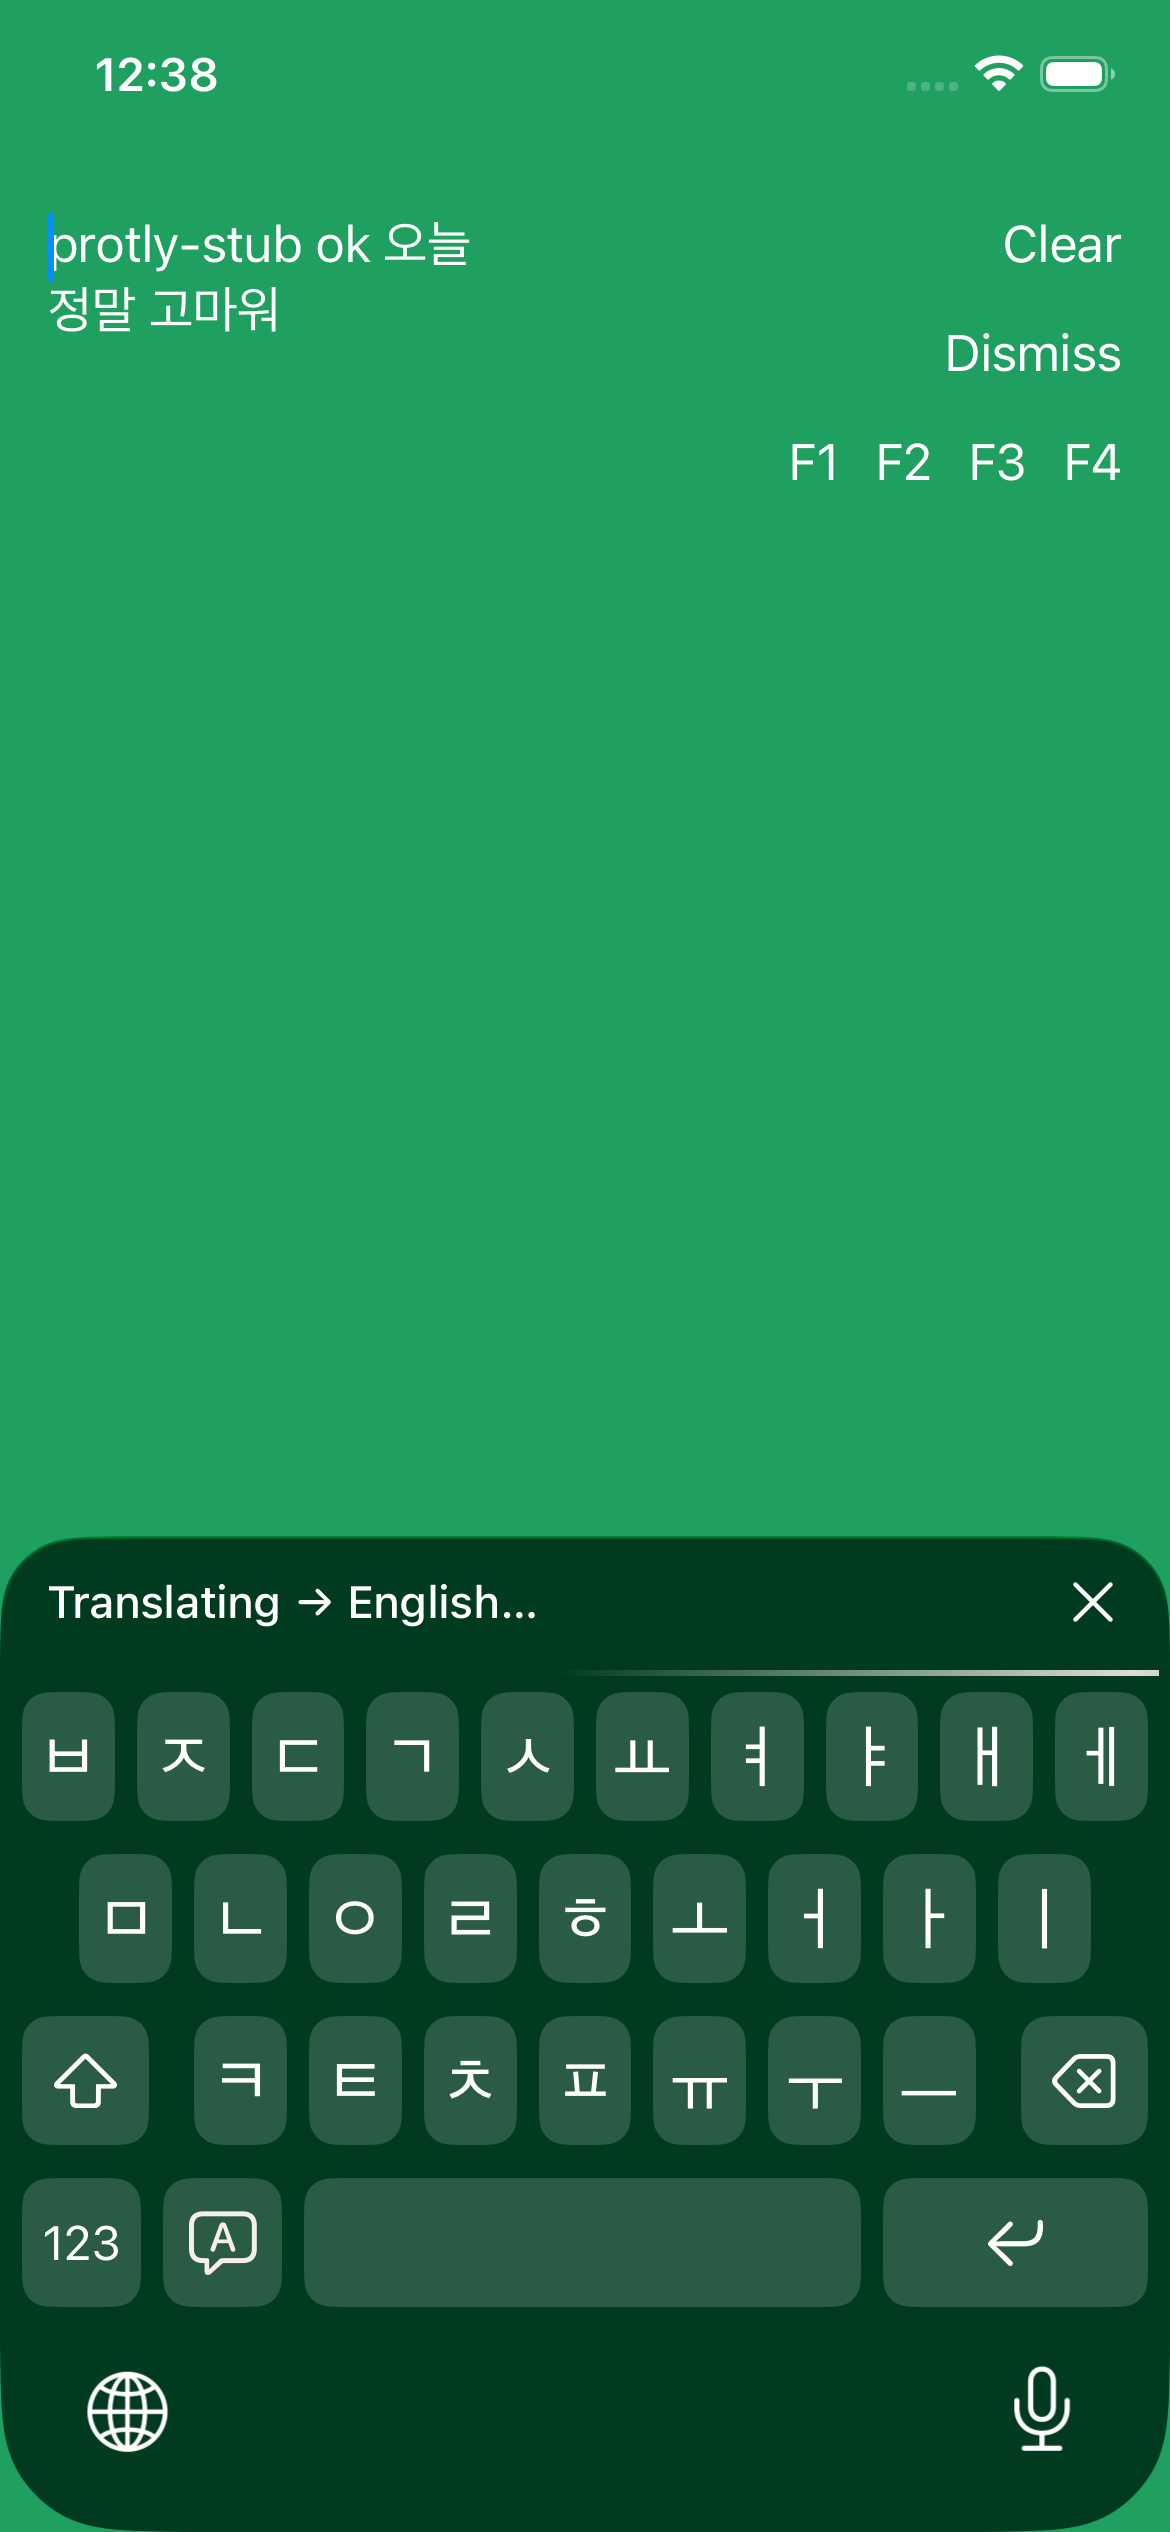 12:38
protly-stub ok 오늘
정말 고마워
Clear
Dismiss
F1 F2 F3 F4
Translating → English...
ㅂ ㅈ ㄷ ㄱ ㅅ ㅛ ㅕ ㅑ ㅐ ㅔ
ㅁ ㄴ ㅇ ㄹ ㅎ ㅗ ㅓ ㅏ ㅣ
ㅋ ㅌ ㅊ ㅍ ㅠ ㅜ ㅡ
123 A